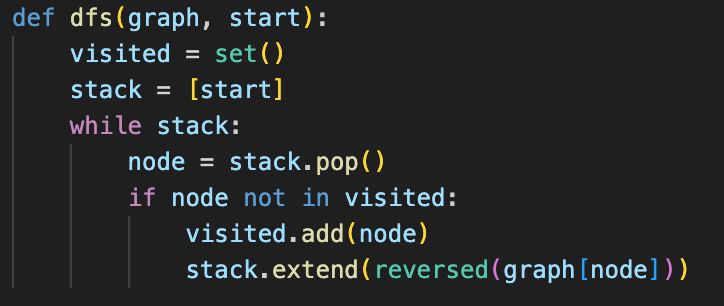 def dfs(graph, start):
    visited = set()
    stack = [start]
    while stack:
        node = stack.pop()
        if node not in visited:
            visited.add(node)
            stack.extend(reversed(graph[node]))